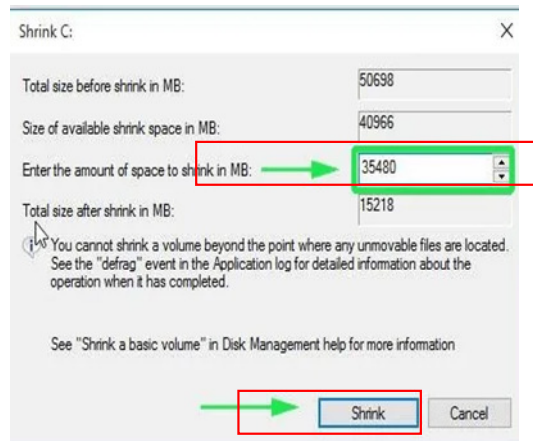 Shrink C:
Total size before shrink in MB: 50698
Size of available shrink space in MB: 40966
Enter the amount of space to shrink in MB: 35480
Total size after shrink in MB: 15218
You cannot shrink a volume beyond the point where any unmovable files are located.
See the "defrag" event in the Application log for detailed information about the
operation when it has completed.
See "Shrink a basic volume" in Disk Management help for more information
Shrink Cancel